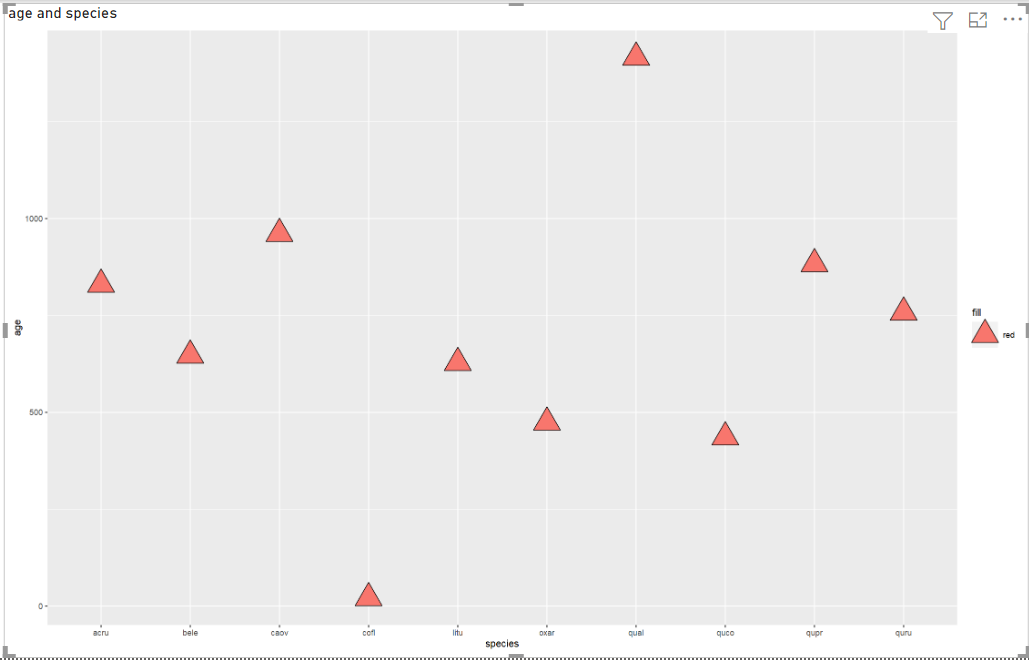 age and species
1000
500
0
age
acru
bele
caov
cofl
litu
oxar
qual
quco
qupr
quru
species
fill
red